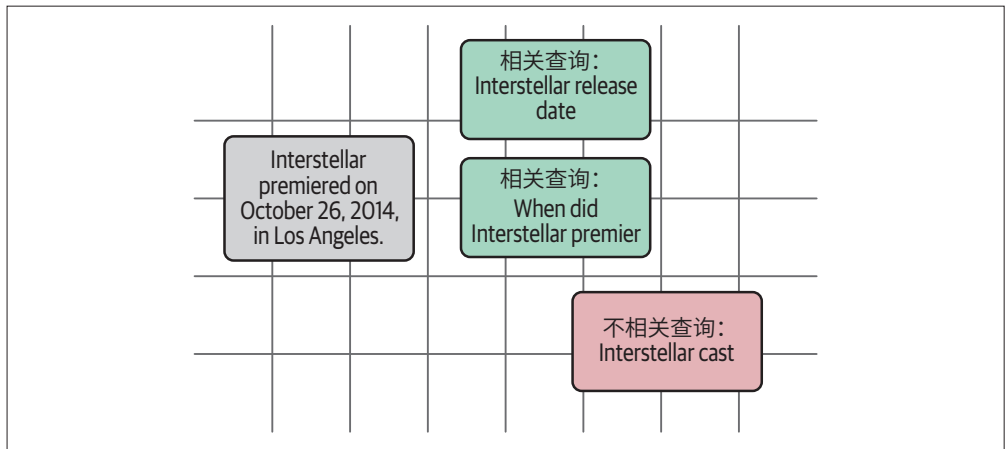 相关查询：
Interstellar release
date
Interstellar
premiered on
October 26, 2014,
in Los Angeles.
相关查询：
When did
Interstellar premier
不相关查询：
Interstellar cast